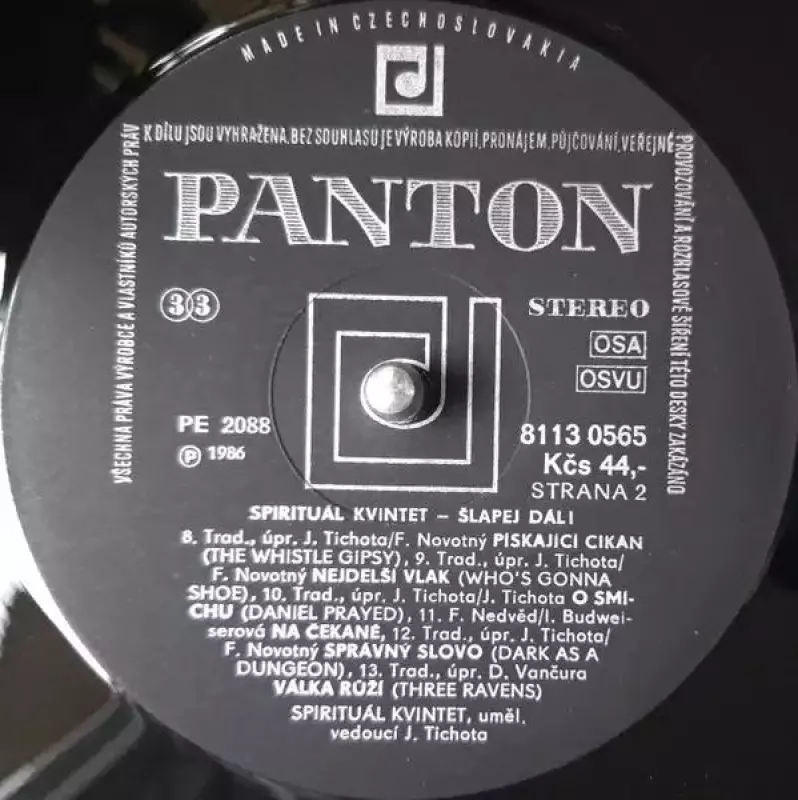 MADE IN CZECHOSLOVAKIA
VŠECHNA PRÁVA VÝROBCE A VLASTNÍKŮ AUTORSKÝCH PRÁV
K DÍLU JSOU VYHRAŽENA. BEZ SOUHLASU JE VÝROBA KOPIÍ, PRONÁJEM, PŮJČOVÁNÍ, VEŘEJNÉ
PROVOZOVÁNÍ A ROZHLASOVÉ ŠÍŘENÍ TÉTO DESKY ZAKÁZÁNO
PANTON
33
STEREO
OSA
OSVU
PE 2088
8113 0565
Ⓟ 1986
Kčs 44,-
STRANA 2
SPIRITUÁL KVINTET – ŠLAPEJ DÁL!
8. Trad., úpr. J. Tichota/F. Novotný PÍSKAJÍCÍ CIKÁN
(THE WHISTLE GIPSY), 9. Trad., úpr. J. Tichota/
F. Novotný NEJDELŠÍ VLAK (WHO'S GONNA
SHOE), 10. Trad., úpr. J. Tichota/J. Tichota O SMÍ-
CHU (DANIEL PRAYED), 11. F. Nedvěd/I. Budwei-
serová NA ČEKANÉ, 12. Trad., úpr. J. Tichota/
F. Novotný SPRÁVNÝ SLOVO (DARK AS A
DUNGEON), 13. Trad., úpr. D. Vančura
VÁLKA RŮŽÍ (THREE RAVENS)
SPIRITUÁL KVINTET, uměl.
vedoucí J. Tichota